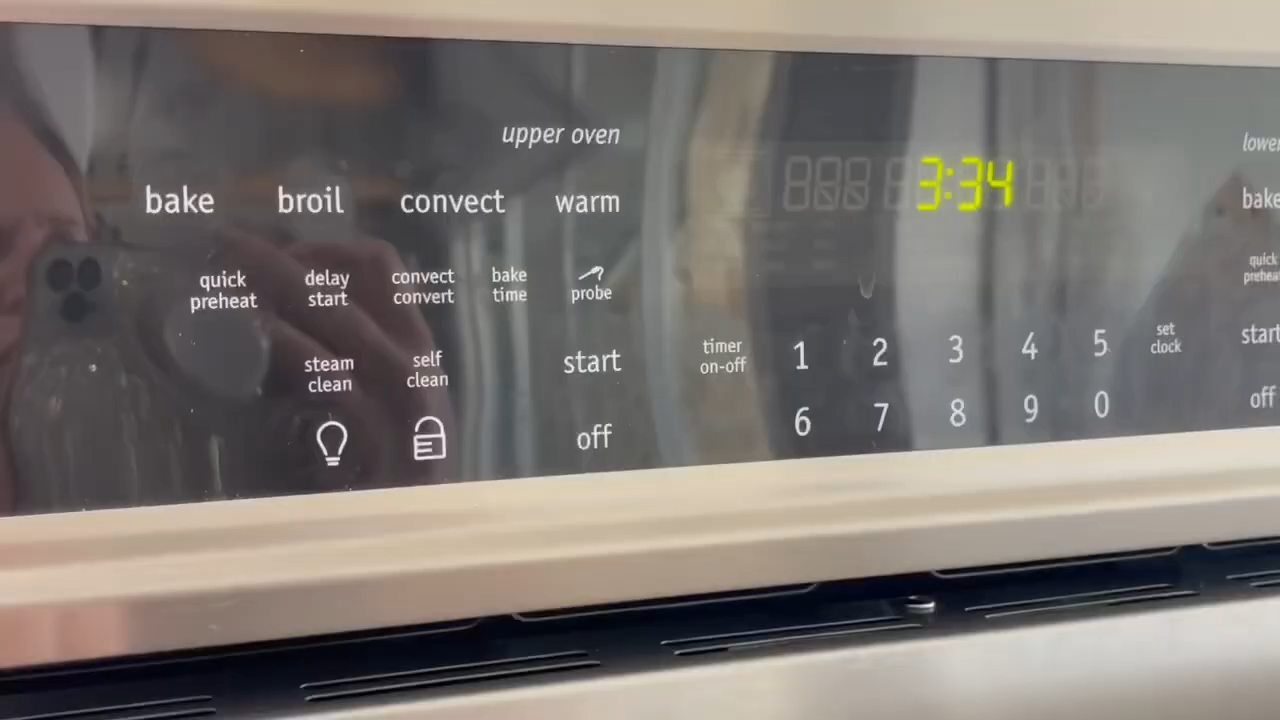 upper oven
bake broil convect warm
quick preheat
delay start
convect convert
bake time
probe
steam clean
self clean
start
off
3:34
timer on-off
1 2 3 4 5
6 7 8 9 0
set clock
lower
bake
quick preheat
start
off